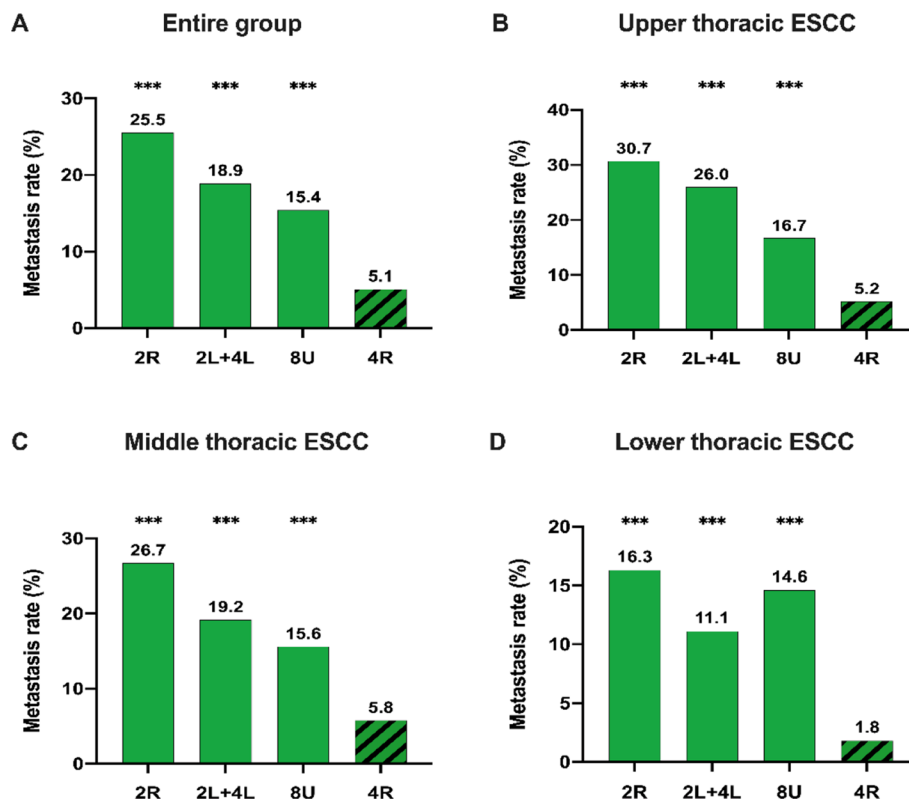 A Entire group
*** *** ***
Metastasis rate (%)
30
20
10
0
25.5
18.9
15.4
5.1
2R 2L+4L 8U 4R
B Upper thoracic ESCC
*** *** ***
Metastasis rate (%)
40
30
20
10
0
30.7
26.0
16.7
5.2
2R 2L+4L 8U 4R
C Middle thoracic ESCC
*** *** ***
Metastasis rate (%)
30
20
10
0
26.7
19.2
15.6
5.8
2R 2L+4L 8U 4R
D Lower thoracic ESCC
*** *** ***
Metastasis rate (%)
20
15
10
5
0
16.3
11.1
14.6
1.8
2R 2L+4L 8U 4R